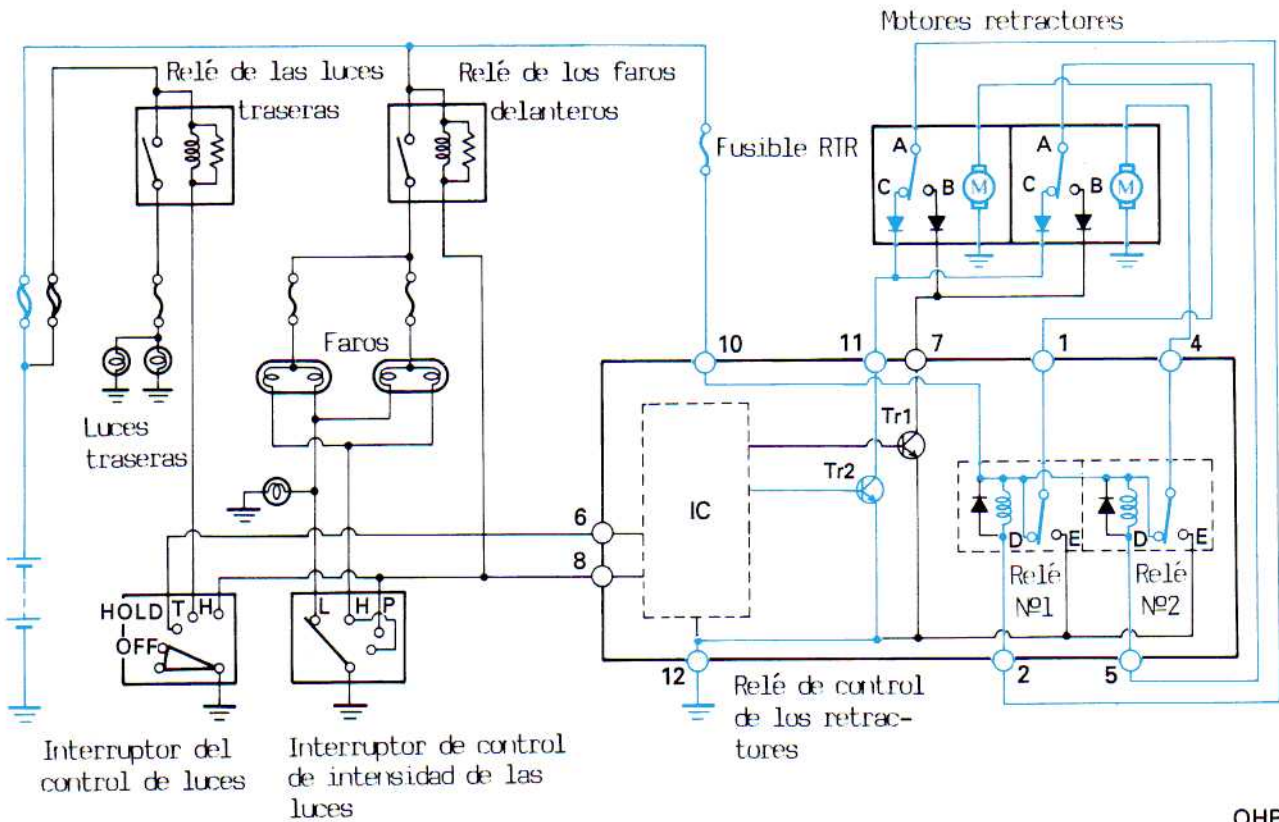 Motores retractores
Relé de las luces
traseras
Relé de los faros
delanteros
Fusible RTR
A
C
B
M
A
C
B
M
Faros
Luces
traseras
10
11
7
1
4
Tr1
Tr2
IC
6
8
D
E
D
E
Relé
Nº1
Relé
Nº2
HOLD
T
H
OFF
L
H
P
12
2
5
Relé de control
de los retrac-
tores
Interruptor del
control de luces
Interruptor de control
de intensidad de las
luces
OHP